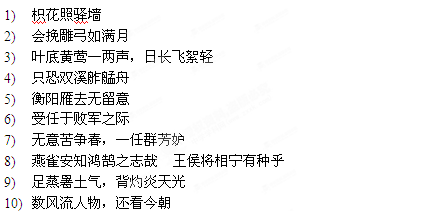 1) 枳花照驿墙
2) 会挽雕弓如满月
3) 叶底黄莺一两声，日长飞絮轻
4) 只恐双溪舴艋舟
5) 衡阳雁去无留意
6) 受任于败军之际
7) 无意苦争春，一任群芳妒
8) 燕雀安知鸿鹄之志哉　王侯将相宁有种乎
9) 足蒸暑土气，背灼炎天光
10) 数风流人物，还看今朝